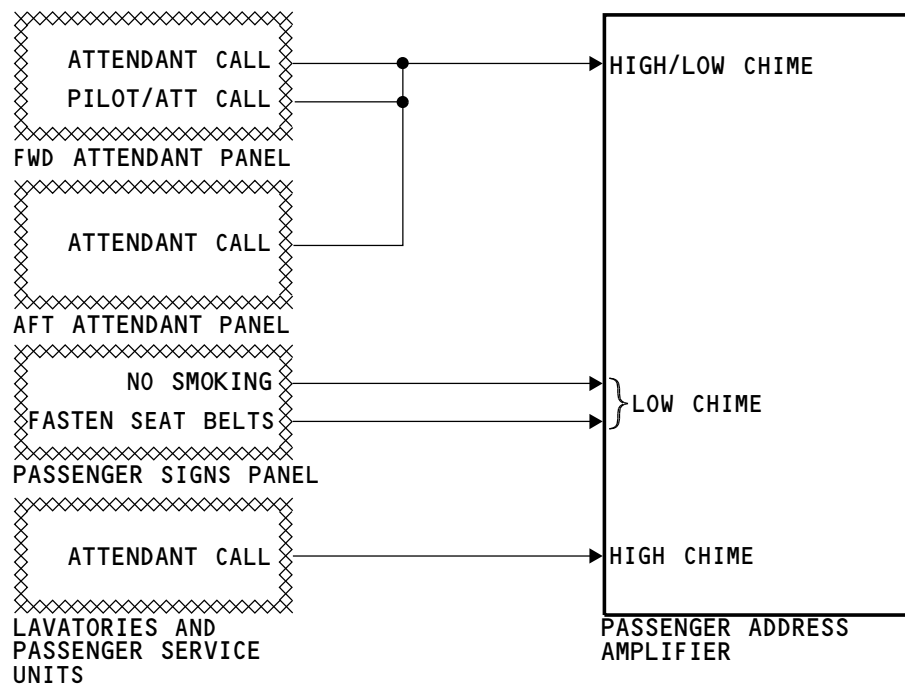 ATTENDANT CALL
PILOT/ATT CALL
FWD ATTENDANT PANEL
ATTENDANT CALL
AFT ATTENDANT PANEL
NO SMOKING
FASTEN SEAT BELTS
PASSENGER SIGNS PANEL
ATTENDANT CALL
LAVATORIES AND
PASSENGER SERVICE
UNITS
HIGH/LOW CHIME
LOW CHIME
HIGH CHIME
PASSENGER ADDRESS
AMPLIFIER